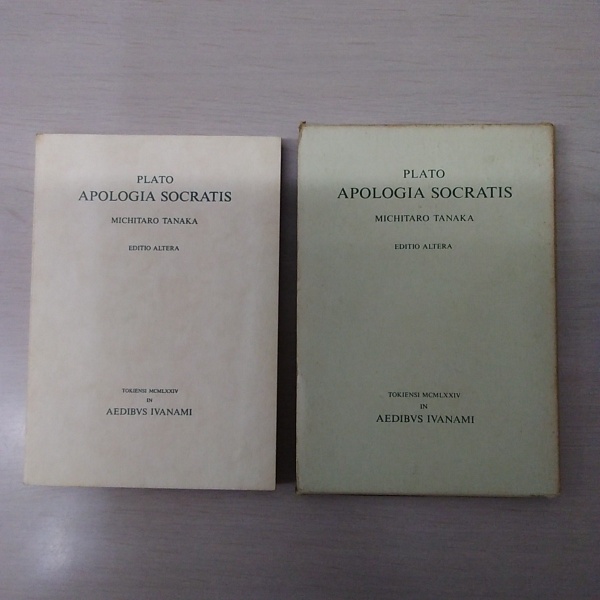 PLATO
APOLOGIA SOCRATIS
MICHITARO TANAKA
EDITIO ALTERA
TOKIENSI MCMLXXIV
IN
AEDIBVS IVANAMI
PLATO
APOLOGIA SOCRATIS
MICHITARO TANAKA
EDITIO ALTERA
TOKIENSI MCMLXXIV
IN
AEDIBVS IVANAMI